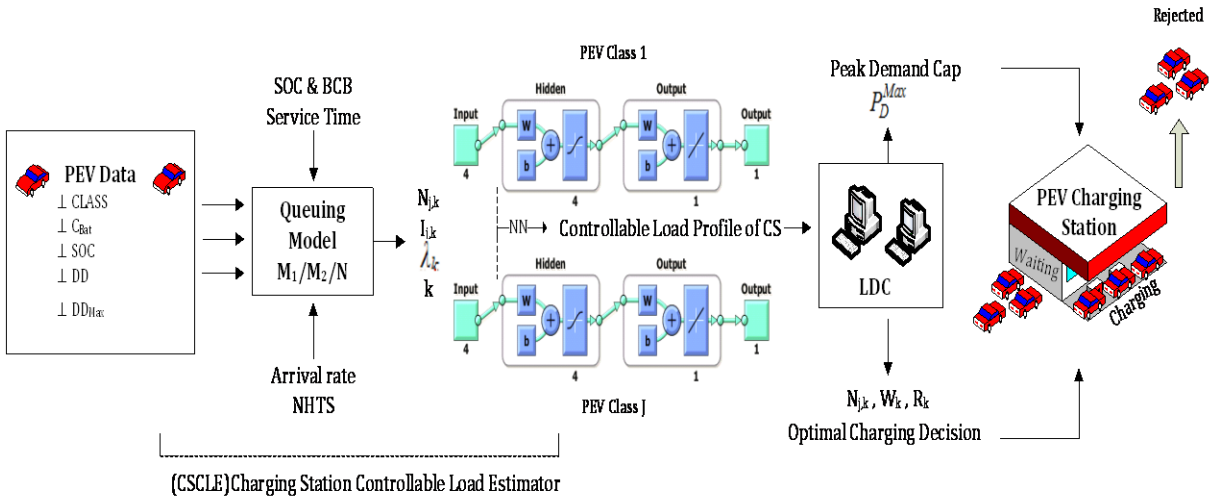 PEV Data
⊥ CLASS
⊥ C_Bat
⊥ SOC
⊥ DD
⊥ DD_Max
SOC & BCB
Service Time
Queuing
Model
M₁/M₂/N
Arrival rate
NHTS
N_j,k
I_j,k
λ_k
k
PEV Class 1
Hidden
Output
Input
W
b
+
4
4
W
b
+
1
Output
1
NN
Controllable Load Profile of CS
Hidden
Output
Input
W
b
+
4
4
W
b
+
1
Output
1
PEV Class J
(CSCLE)Charging Station Controllable Load Estimator
Peak Demand Cap
P_D^Max
LDC
N_j,k , W_k , R_k
Optimal Charging Decision
Rejected
PEV Charging
Station
Waiting
Charging